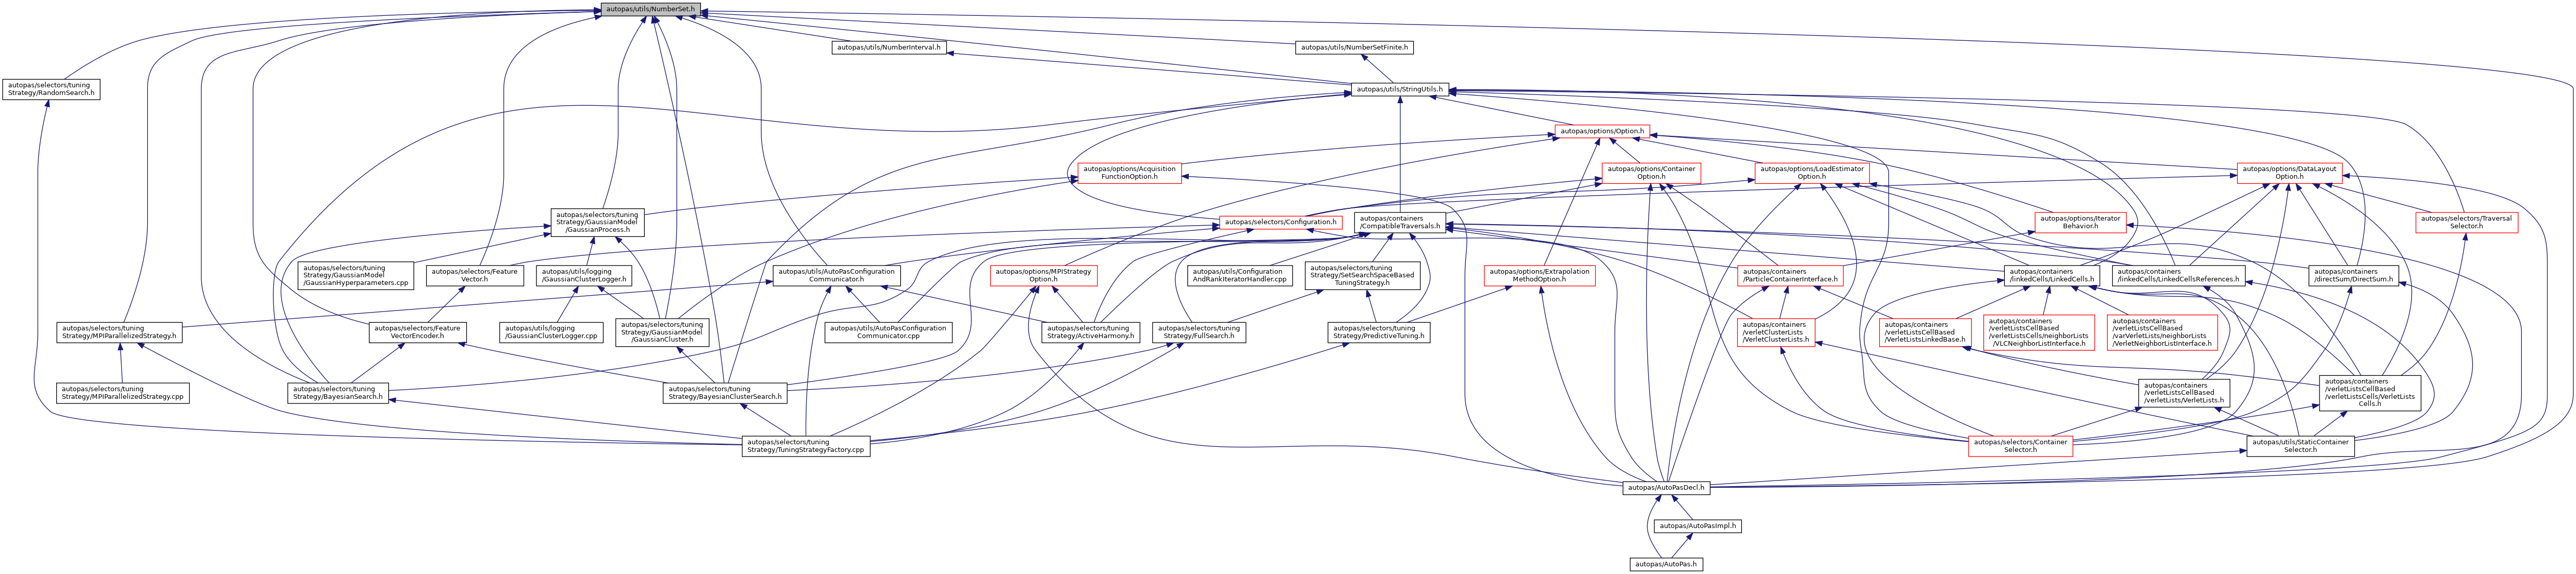 autopas/utils/NumberSet.h
autopas/utils/NumberInterval.h
autopas/utils/NumberSetFinite.h
autopas/selectors/tuning
Strategy/RandomSearch.h
autopas/utils/StringUtils.h
autopas/options/Option.h
autopas/options/Acquisition
FunctionOption.h
autopas/options/Container
Option.h
autopas/options/LoadEstimator
Option.h
autopas/options/DataLayout
Option.h
autopas/selectors/tuning
Strategy/GaussianModel
/GaussianProcess.h
autopas/selectors/Configuration.h
autopas/containers
/CompatibleTraversals.h
autopas/options/Iterator
Behavior.h
autopas/selectors/Traversal
Selector.h
autopas/selectors/tuning
Strategy/GaussianModel
/GaussianHyperparameters.cpp
autopas/selectors/Feature
Vector.h
autopas/utils/logging
/GaussianClusterLogger.h
autopas/utils/AutoPasConfiguration
Communicator.h
autopas/options/MPIStrategy
Option.h
autopas/utils/Configuration
AndRankIteratorHandler.cpp
autopas/selectors/tuning
Strategy/SetSearchSpaceBased
TuningStrategy.h
autopas/options/Extrapolation
MethodOption.h
autopas/containers
/ParticleContainerInterface.h
autopas/containers
/linkedCells/LinkedCells.h
autopas/containers
/linkedCells/LinkedCellsReferences.h
autopas/containers
/directSum/DirectSum.h
autopas/selectors/tuning
Strategy/MPIParallelizedStrategy.h
autopas/selectors/Feature
VectorEncoder.h
autopas/utils/logging
/GaussianClusterLogger.cpp
autopas/selectors/tuning
Strategy/GaussianModel
/GaussianCluster.h
autopas/utils/AutoPasConfiguration
Communicator.cpp
autopas/selectors/tuning
Strategy/ActiveHarmony.h
autopas/selectors/tuning
Strategy/FullSearch.h
autopas/selectors/tuning
Strategy/PredictiveTuning.h
autopas/containers
/verletClusterLists
/VerletClusterLists.h
autopas/containers
/verletListsCellBased
/VerletListsLinkedBase.h
autopas/containers
/verletListsCellBased
/verletListsCells/neighborLists
/VLCNeighborListInterface.h
autopas/containers
/verletListsCellBased
/varVerletLists/neighborLists
/VerletNeighborListInterface.h
autopas/selectors/tuning
Strategy/MPIParallelizedStrategy.cpp
autopas/selectors/tuning
Strategy/BayesianSearch.h
autopas/selectors/tuning
Strategy/BayesianClusterSearch.h
autopas/containers
/verletListsCellBased
/verletLists/VerletLists.h
autopas/containers
/verletListsCellBased
/verletListsCells/VerletLists
Cells.h
autopas/selectors/tuning
Strategy/TuningStrategyFactory.cpp
autopas/selectors/Container
Selector.h
autopas/utils/StaticContainer
Selector.h
autopas/AutoPasDecl.h
autopas/AutoPasImpl.h
autopas/AutoPas.h